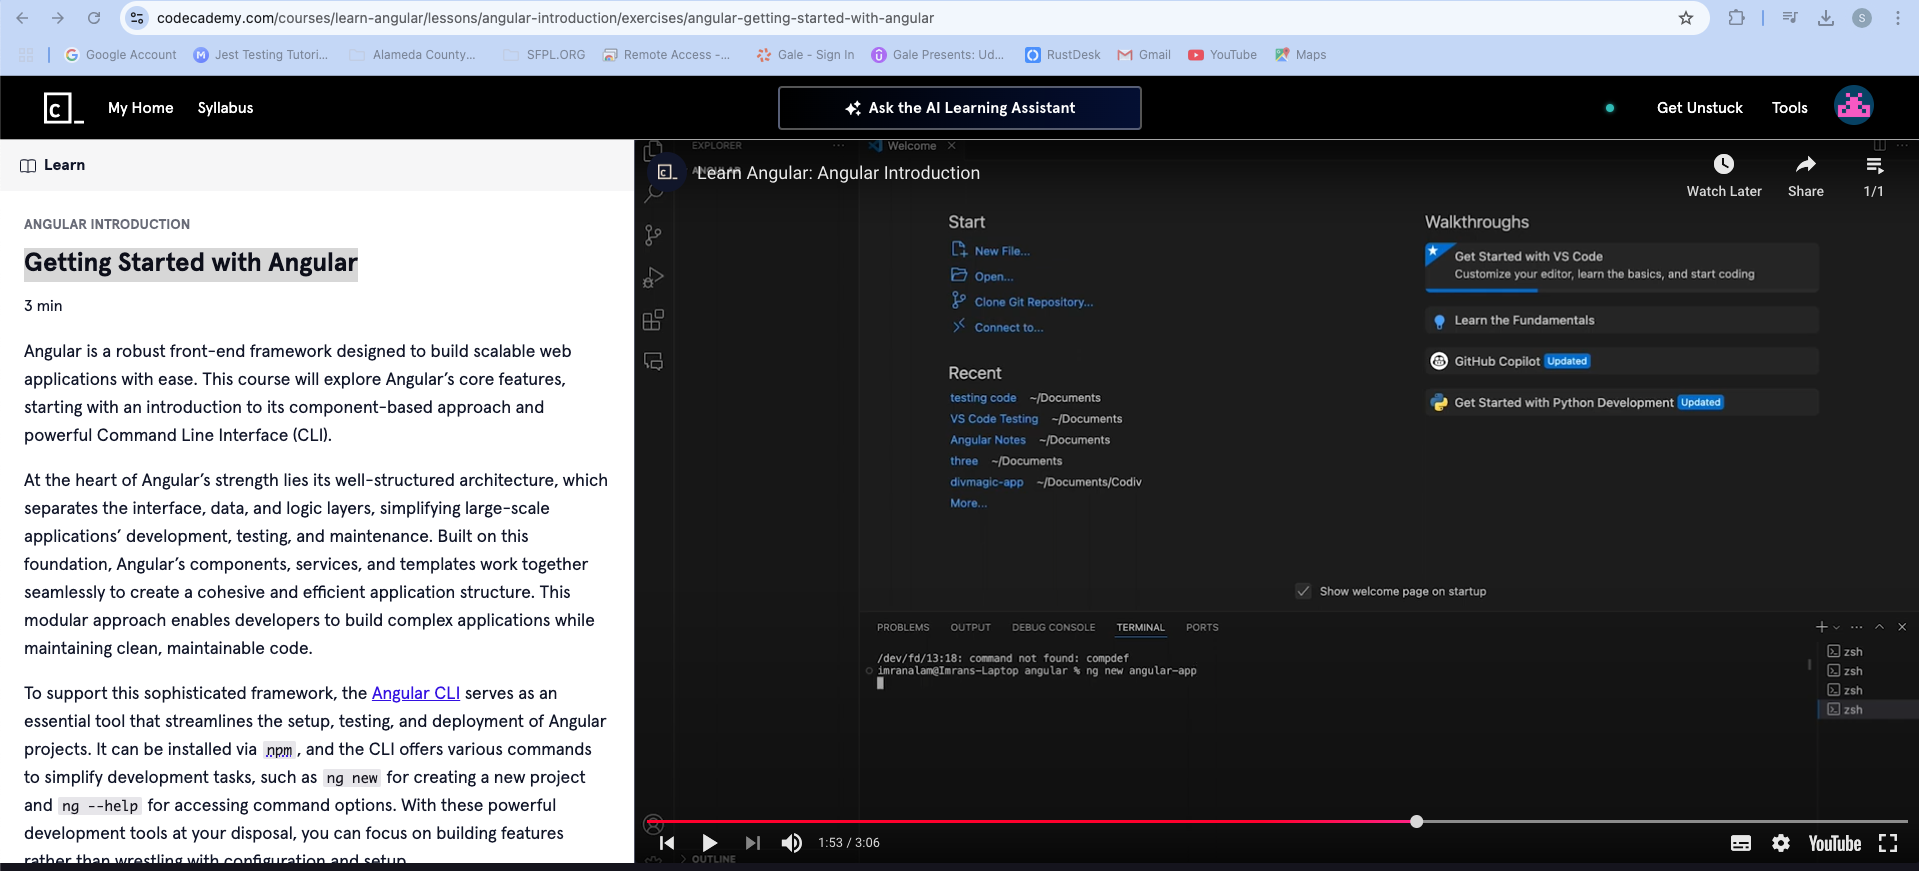 codecademy.com/courses/learn-angular/lessons/angular-introduction/exercises/angular-getting-started-with-angular
S
Google Account
Jest Testing Tutori...
Alameda County...
SFPL.ORG
Remote Access -...
Gale - Sign In
Gale Presents: Ud...
RustDesk
Gmail
YouTube
Maps
My Home
Syllabus
Ask the AI Learning Assistant
Get Unstuck
Tools
Learn
ANGULAR INTRODUCTION
Getting Started with Angular
3 min
Angular is a robust front-end framework designed to build scalable web
applications with ease. This course will explore Angular’s core features,
starting with an introduction to its component-based approach and
powerful Command Line Interface (CLI).
At the heart of Angular’s strength lies its well-structured architecture, which
separates the interface, data, and logic layers, simplifying large-scale
applications’ development, testing, and maintenance. Built on this
foundation, Angular’s components, services, and templates work together
seamlessly to create a cohesive and efficient application structure. This
modular approach enables developers to build complex applications while
maintaining clean, maintainable code.
To support this sophisticated framework, the Angular CLI serves as an
essential tool that streamlines the setup, testing, and deployment of Angular
projects. It can be installed via npm, and the CLI offers various commands
to simplify development tasks, such as ng new for creating a new project
and ng --help for accessing command options. With these powerful
development tools at your disposal, you can focus on building features
rather than wrestling with configuration and setup.
EXPLORER
Welcome
ANGULAR
Learn Angular: Angular Introduction
Watch Later
Share
1/1
Start
New File...
Open...
Clone Git Repository...
Connect to...
Recent
testing code ~/Documents
VS Code Testing ~/Documents
Angular Notes ~/Documents
three ~/Documents
divmagic-app ~/Documents/Codiv
More...
Walkthroughs
Get Started with VS Code
Customize your editor, learn the basics, and start coding
Learn the Fundamentals
GitHub Copilot Updated
Get Started with Python Development Updated
Show welcome page on startup
PROBLEMS
OUTPUT
DEBUG CONSOLE
TERMINAL
PORTS
/dev/fd/13:18: command not found: compdef
imranalam@Imrans-Laptop angular % ng new angular-app
zsh
zsh
zsh
zsh
1:53 / 3:06
YouTube
OUTLINE